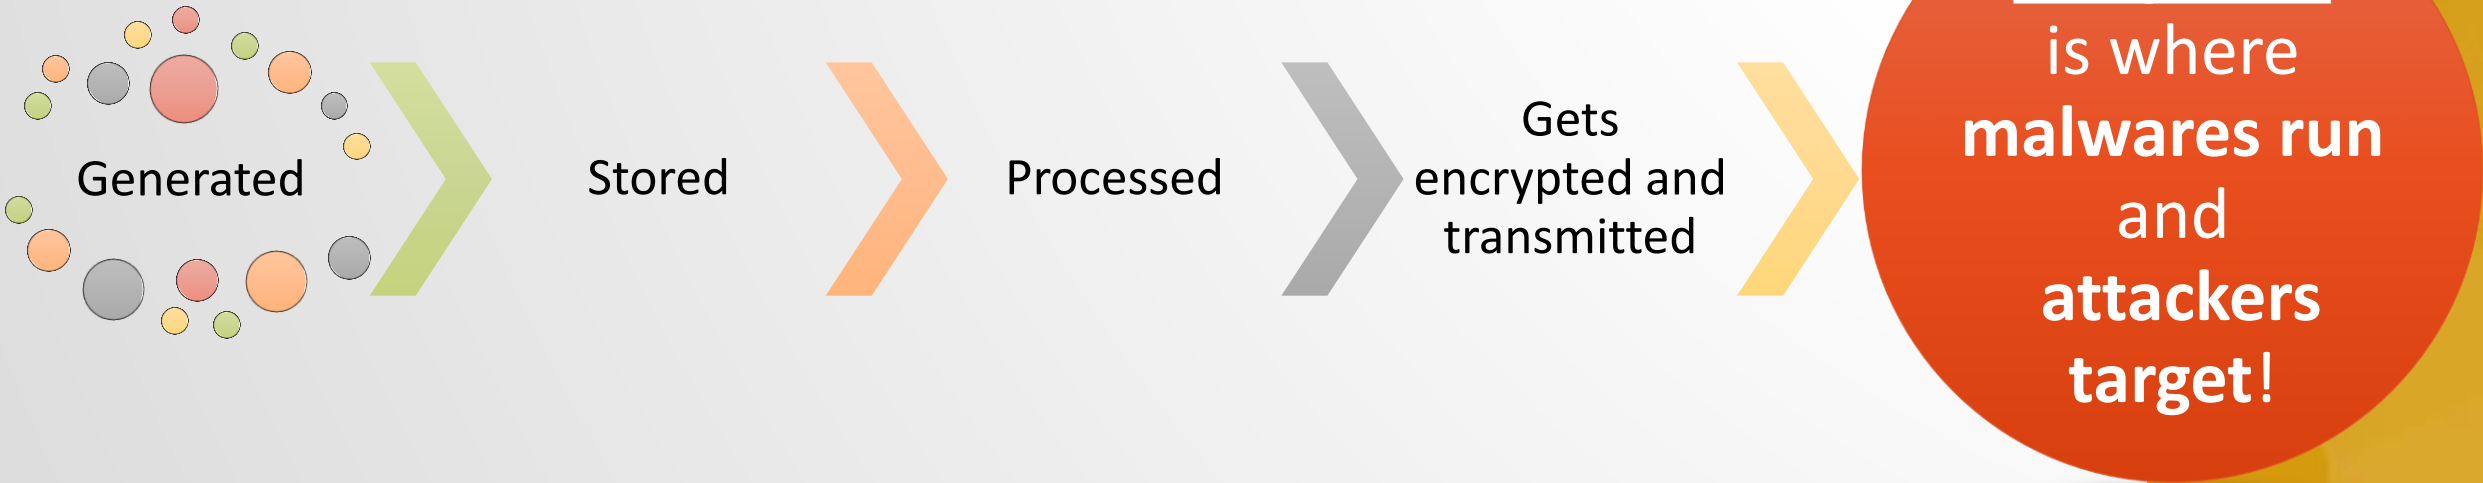 Generated
Stored
Processed
Gets
encrypted and
transmitted
is where
malwares run
and
attackers
target!